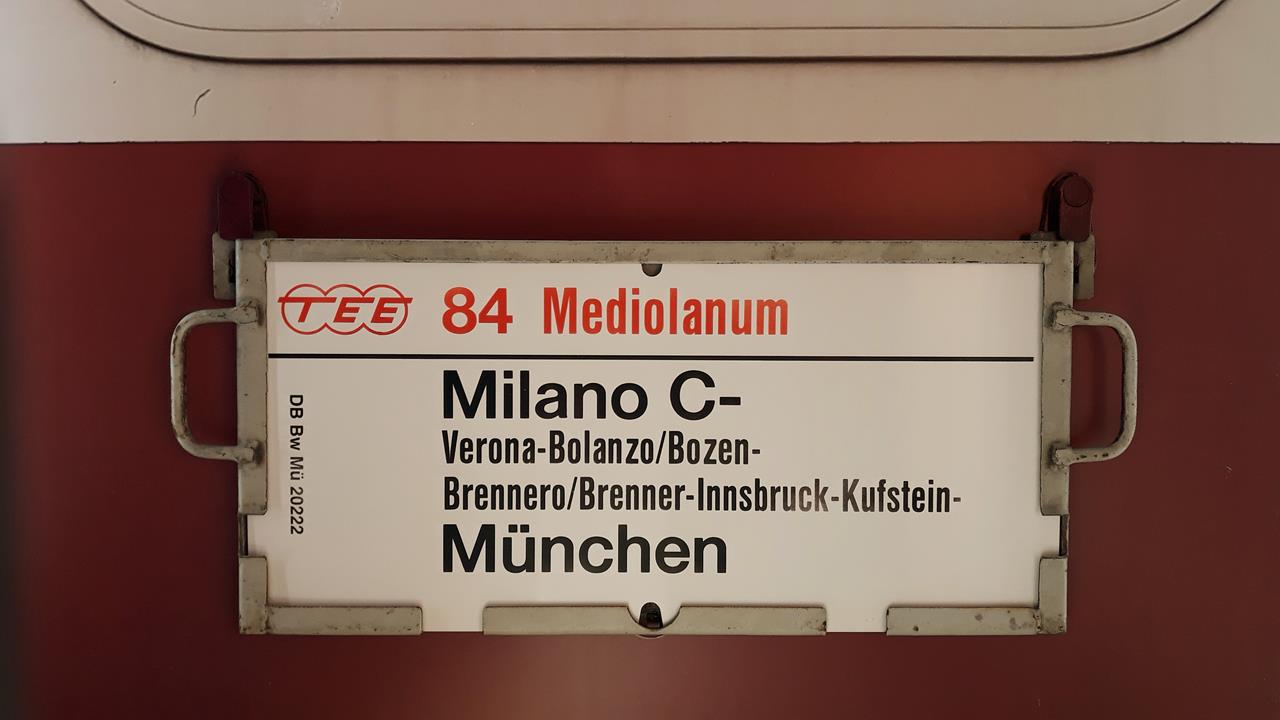 TEE 84 Mediolanum
Milano C-
Verona-Bolanzo/Bozen-
Brennero/Brenner-Innsbruck-Kufstein-
München
DB Bw Mü 20222